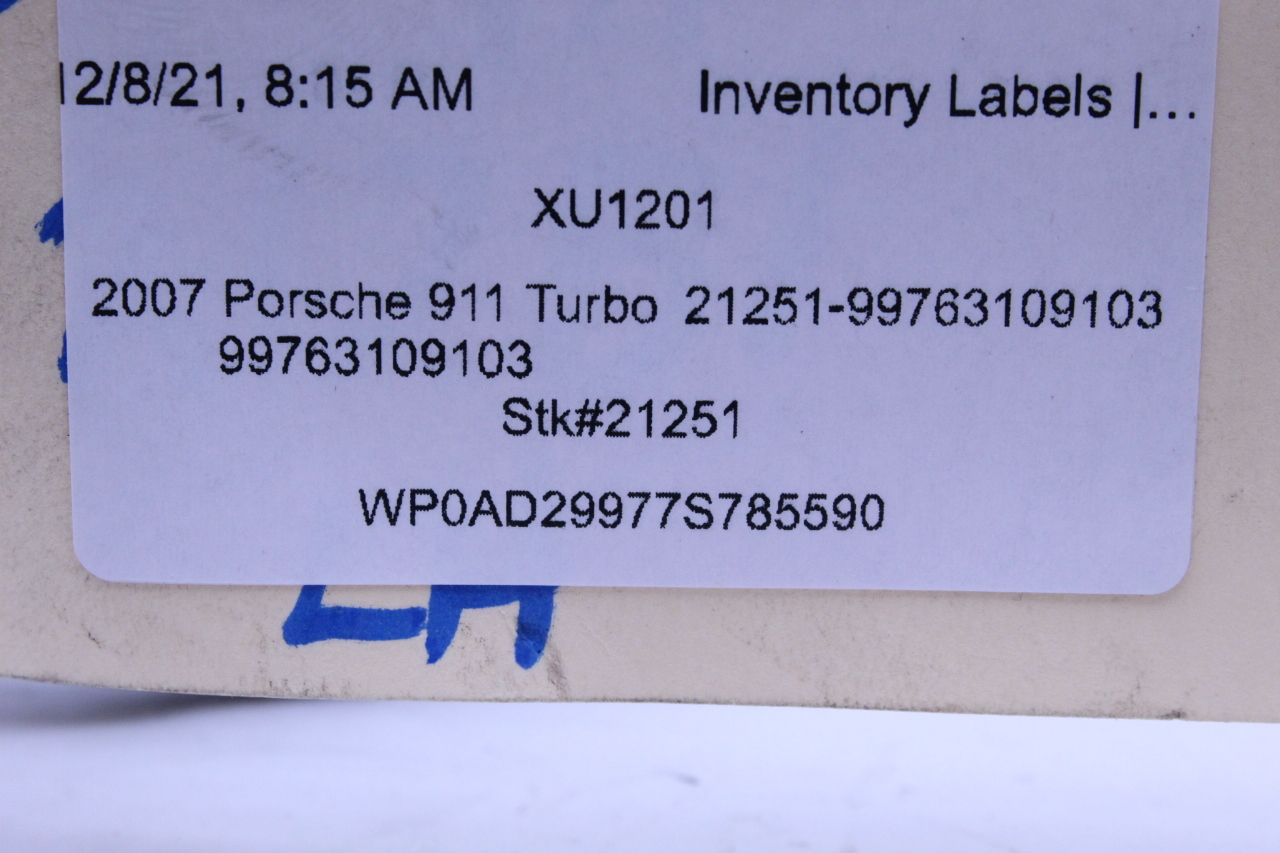 12/8/21, 8:15 AM Inventory Labels |...
XU1201
2007 Porsche 911 Turbo 21251-99763109103
99763109103
Stk#21251
WP0AD29977S785590